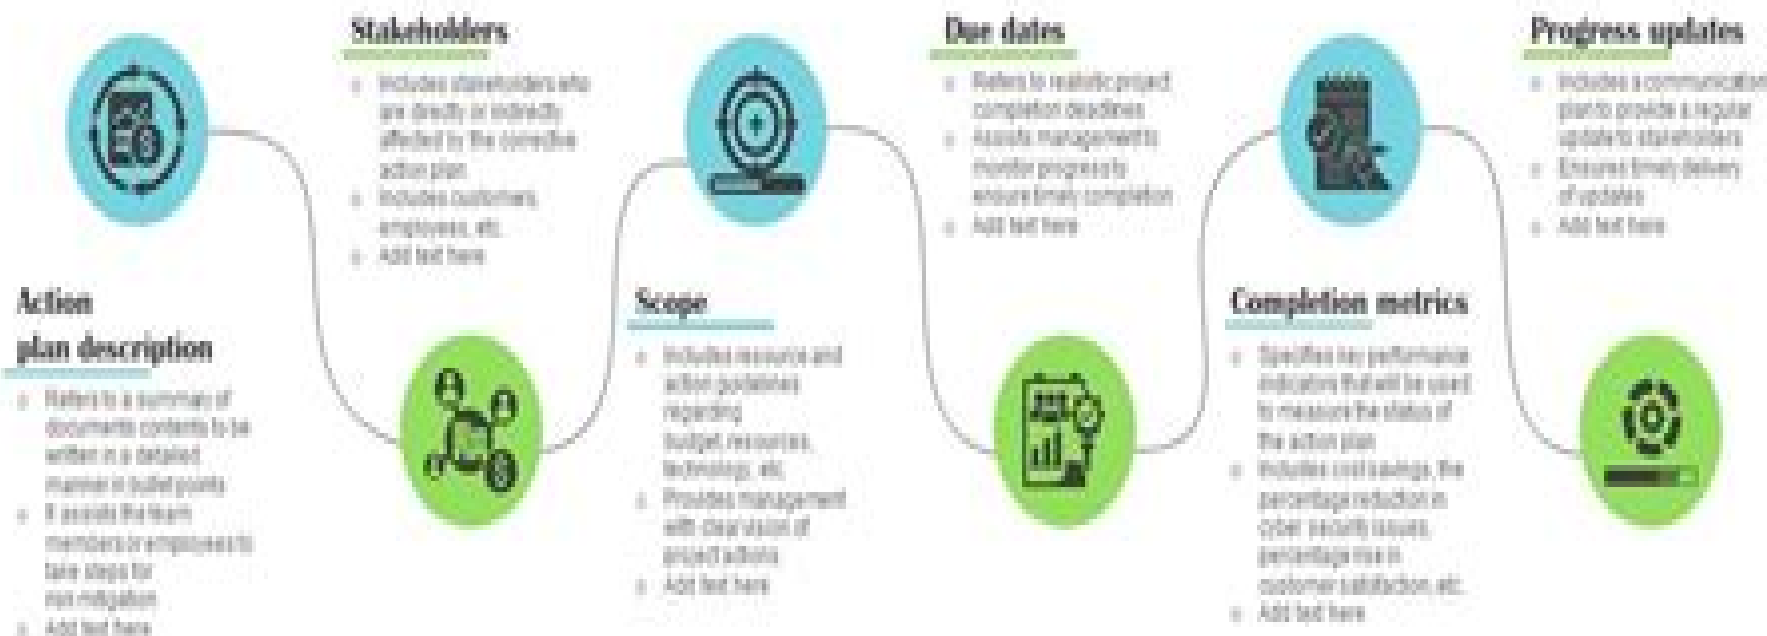 Action
plan description
Refers to a summary of
documents contents to be
written in a detailed
manner in bullet points
It assists the team
members or employees to
take steps for
risk mitigation
Add text here
Stakeholders
Includes stakeholders who
are directly or indirectly
affected to the corrective
action plan
Includes customers,
employees, etc.
Add text here
Scope
Includes resource and
action guidelines
regarding
budget, resources,
technology, etc.
Provides management
with clear vision of
project actions
Add text here
Due dates
Refers to realistic project
completion deadlines
Assists management to
monitor progress to
ensure timely completion
Add text here
Completion metrics
Specifies key performance
indicators that will be used
to measure the status of
the action plan
Includes cost savings, the
percentage reduction in
cyber security issues,
percentage rise in
customer satisfaction, etc.
Add text here
Progress updates
Includes a communication
plan to provide a regular
update to stakeholders
Ensures timely delivery
of updates
Add text here